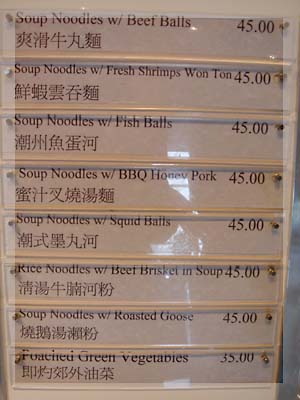 Soup Noodles w/ Beef Balls 45.00
爽滑牛丸麵
Soup Noodles w/ Fresh Shrimps Won Ton 45.00
鮮蝦雲吞麵
Soup Noodles w/ Fish Balls 45.00
潮州魚蛋河
Soup Noodles w/ BBQ Honey Pork 45.00
蜜汁叉燒湯麵
Soup Noodles w/ Squid Balls 45.00
潮式墨丸河
Rice Noodles w/ Beef Brisket in Soup 45.00
清湯牛腩河粉
Soup Noodles w/ Roasted Goose 45.00
燒鵝湯瀨粉
Poached Green Vegetables 35.00
即灼郊外油菜